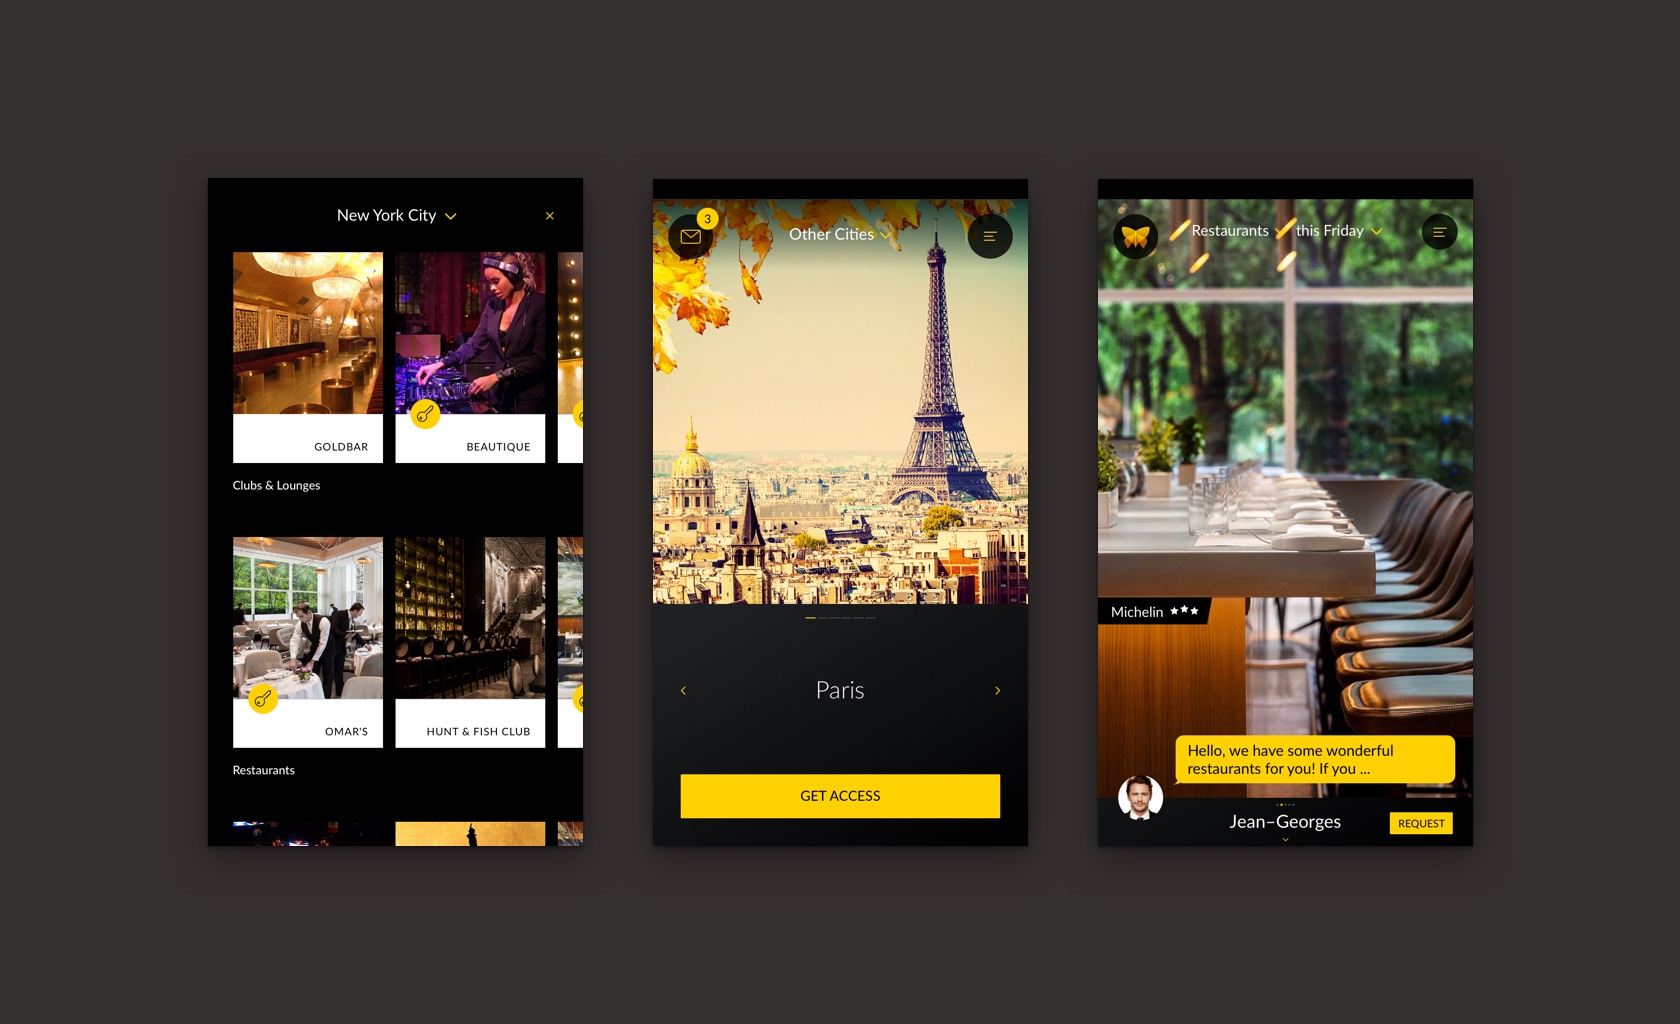 New York City
GOLDBAR
BEAUTIQUE
Clubs & Lounges
OMAR'S
HUNT & FISH CLUB
Restaurants
3
Other Cities
Paris
GET ACCESS
Restaurants
this Friday
Michelin
Hello, we have some wonderful
restaurants for you! If you ...
Jean–Georges
REQUEST